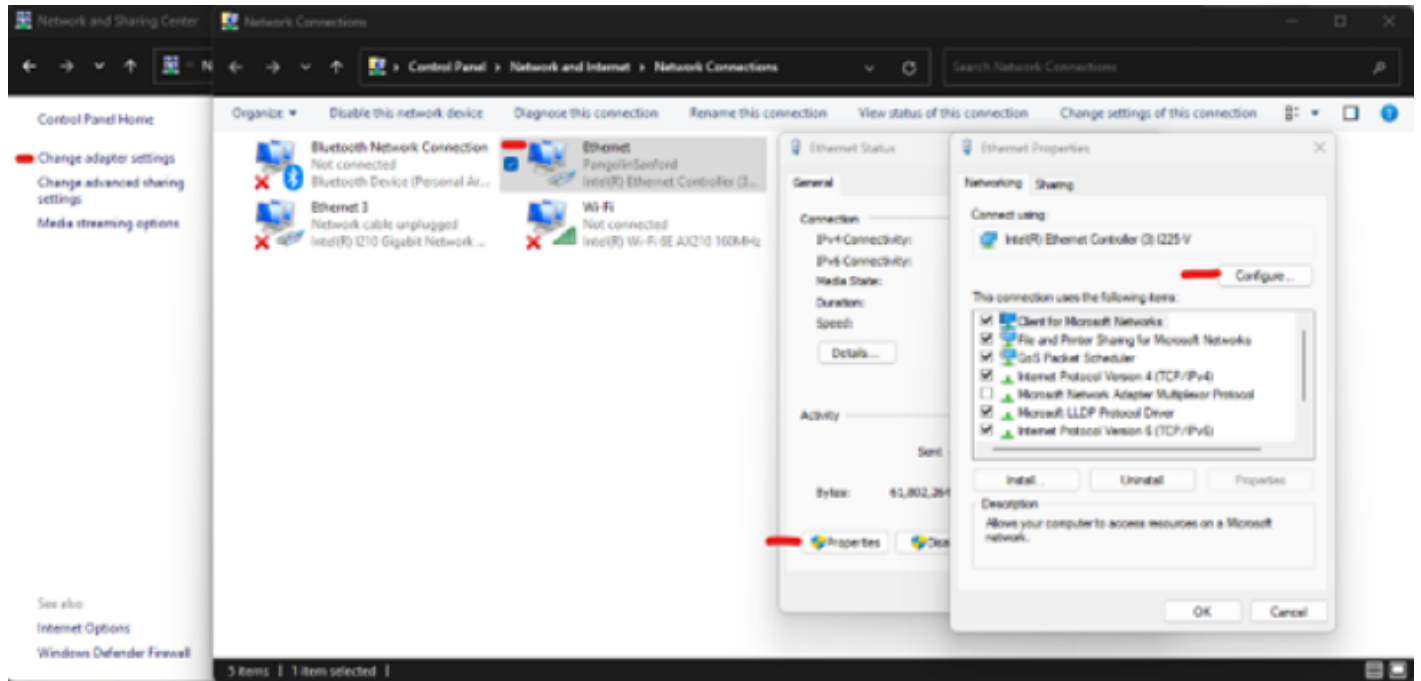 Network and Sharing Center
Network Connections
N
Control Panel > Network and Internet > Network Connections
Search Network Connections
Control Panel Home
Change adapter settings
Change advanced sharing
settings
Media streaming options
See also
Internet Options
Windows Defender Firewall
Organize
Disable this network device
Diagnose this connection
Rename this connection
View status of this connection
Change settings of this connection
Bluetooth Network Connection
Not connected
Bluetooth Device (Personal Ar...
Ethernet
PangolinSanford
Intel(R) Ethernet Controller (3...
Ethernet 3
Network cable unplugged
Intel(R) I210 Gigabit Network ...
Wi-Fi
Not connected
Intel(R) Wi-Fi 6E AX210 160MHz
Ethernet Status
General
Connection
IPv4 Connectivity:
IPv6 Connectivity:
Media State:
Duration:
Speed:
Details...
Activity
Sent
Bytes: 61,802,264
Properties
Disa
Ethernet Properties
Networking
Sharing
Connect using:
Intel(R) Ethernet Controller (3) I225-V
Configure...
This connection uses the following items:
Client for Microsoft Networks
File and Printer Sharing for Microsoft Networks
QoS Packet Scheduler
Internet Protocol Version 4 (TCP/IPv4)
Microsoft Network Adapter Multiplexor Protocol
Microsoft LLDP Protocol Driver
Internet Protocol Version 6 (TCP/IPv6)
Install...
Uninstall
Properties
Description
Allows your computer to access resources on a Microsoft
network.
OK
Cancel
5 items
1 item selected